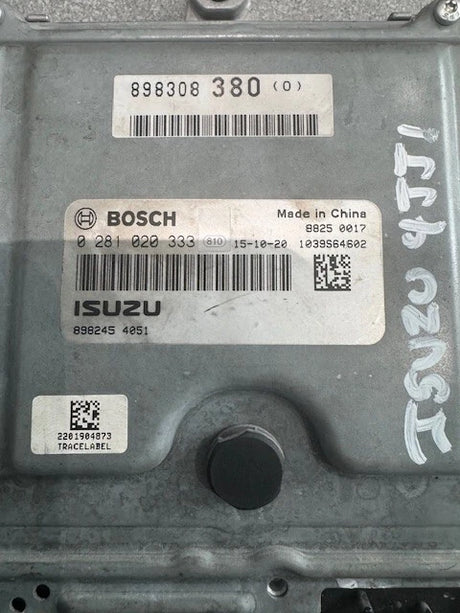 898308 380 (0)
BOSCH
Made in China
8825 0017
0 281 020 333 810 15-10-20 1039S64602
ISUZU
898245 4051
2201904873
TRACELABEL
ISUZU 4JJ1